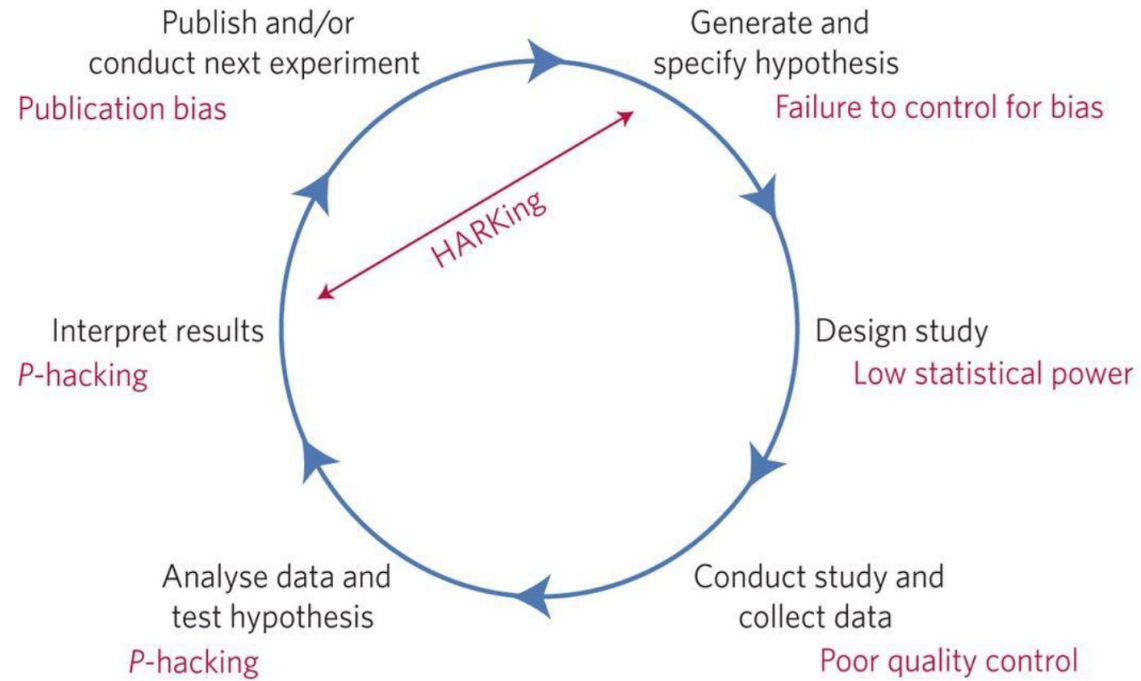 Publish and/or
conduct next experiment
Publication bias
Generate and
specify hypothesis
Failure to control for bias
HARKing
Interpret results
P-hacking
Design study
Low statistical power
Analyse data and
test hypothesis
P-hacking
Conduct study and
collect data
Poor quality control